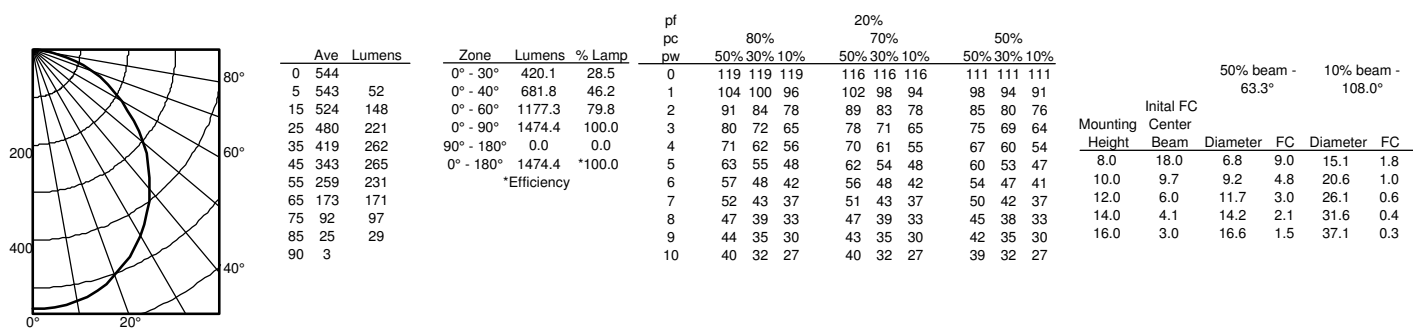 80°
60°
40°
20°
0°
200
400
Ave Lumens
0 544
5 543 52
15 524 148
25 480 221
35 419 262
45 343 265
55 259 231
65 173 171
75 92 97
85 25 29
90 3
Zone Lumens % Lamp
0° - 30° 420.1 28.5
0° - 40° 681.8 46.2
0° - 60° 1177.3 79.8
0° - 90° 1474.4 100.0
90° - 180° 0.0 0.0
0° - 180° 1474.4 *100.0
*Efficiency
pf 20%
pc 80% 70% 50%
pw 50% 30% 10% 50% 30% 10% 50% 30% 10%
0 119 119 119 116 116 116 111 111 111
1 104 100 96 102 98 94 98 94 91
2 91 84 78 89 83 78 85 80 76
3 80 72 65 78 71 65 75 69 64
4 71 62 56 70 61 55 67 60 54
5 63 55 48 62 54 48 60 53 47
6 57 48 42 56 48 42 54 47 41
7 52 43 37 51 43 37 50 42 37
8 47 39 33 47 39 33 45 38 33
9 44 35 30 43 35 30 42 35 30
10 40 32 27 40 32 27 39 32 27
50% beam - 10% beam -
63.3° 108.0°
Inital FC
Mounting Center
Height Beam Diameter FC Diameter FC
8.0 18.0 6.8 9.0 15.1 1.8
10.0 9.7 9.2 4.8 20.6 1.0
12.0 6.0 11.7 3.0 26.1 0.6
14.0 4.1 14.2 2.1 31.6 0.4
16.0 3.0 16.6 1.5 37.1 0.3